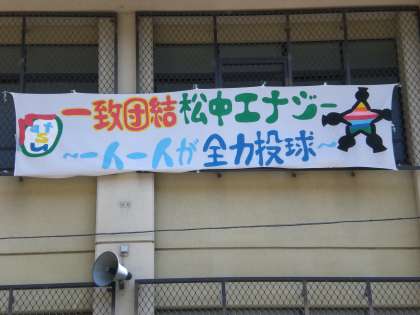 一致団結 松中エナジー
～一人一人が 全力投球～